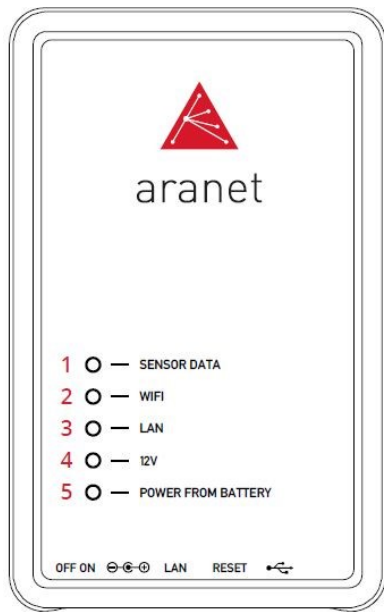 aranet
1 SENSOR DATA
2 WIFI
3 LAN
4 12V
5 POWER FROM BATTERY
OFF ON LAN RESET